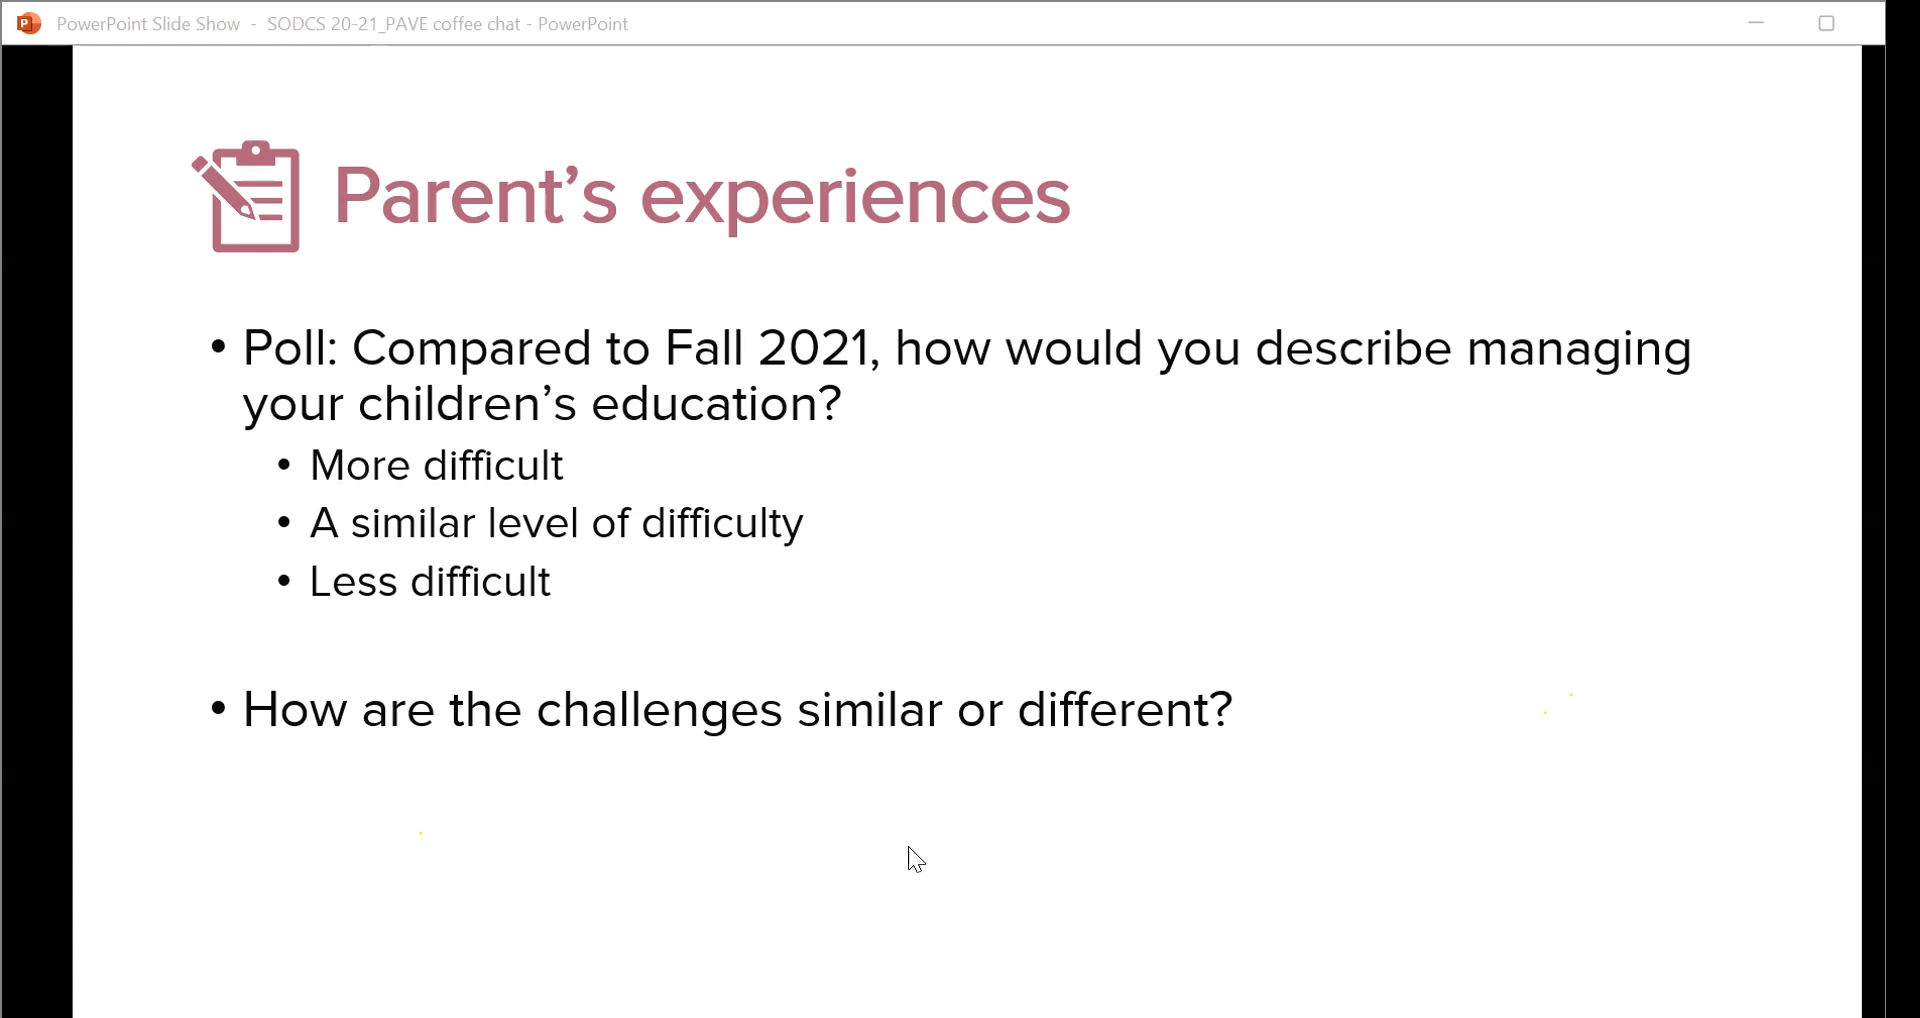 PowerPoint Slide Show - SODCS 20-21_PAVE coffee chat - PowerPoint
Parent’s experiences
• Poll: Compared to Fall 2021, how would you describe managing
your children’s education?
• More difficult
• A similar level of difficulty
• Less difficult
• How are the challenges similar or different?